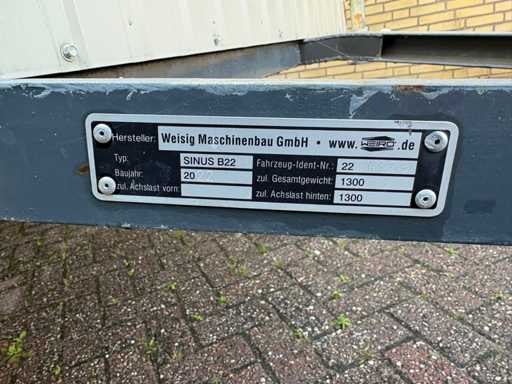 Hersteller: Weisig Maschinenbau GmbH • www. WEIRO .de
Typ: SINUS B22 Fahrzeug-Ident-Nr.: 22
Baujahr: 20 zul. Gesamtgewicht: 1300
zul. Achslast vorn: zul. Achslast hinten: 1300